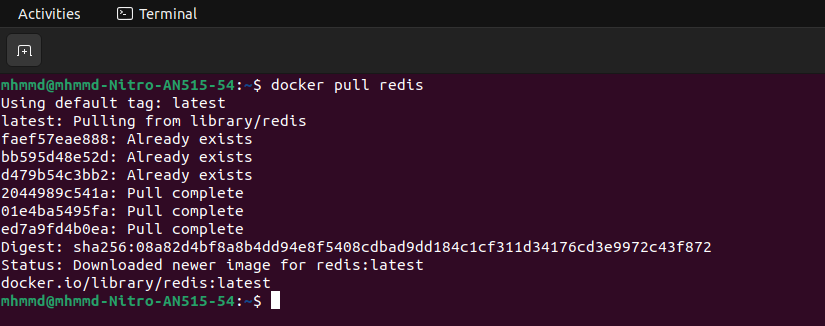 Activities Terminal
mhmmd@mhmmd-Nitro-AN515-54:~$ docker pull redis
Using default tag: latest
latest: Pulling from library/redis
faef57eae888: Already exists
bb595d48e52d: Already exists
d479b54c3bb2: Already exists
2044989c541a: Pull complete
01e4ba5495fa: Pull complete
ed7a9fd4b0ea: Pull complete
Digest: sha256:08a82d4bf8a8b4dd94e8f5408cdbad9dd184c1cf311d34176cd3e9972c43f872
Status: Downloaded newer image for redis:latest
docker.io/library/redis:latest
mhmmd@mhmmd-Nitro-AN515-54:~$